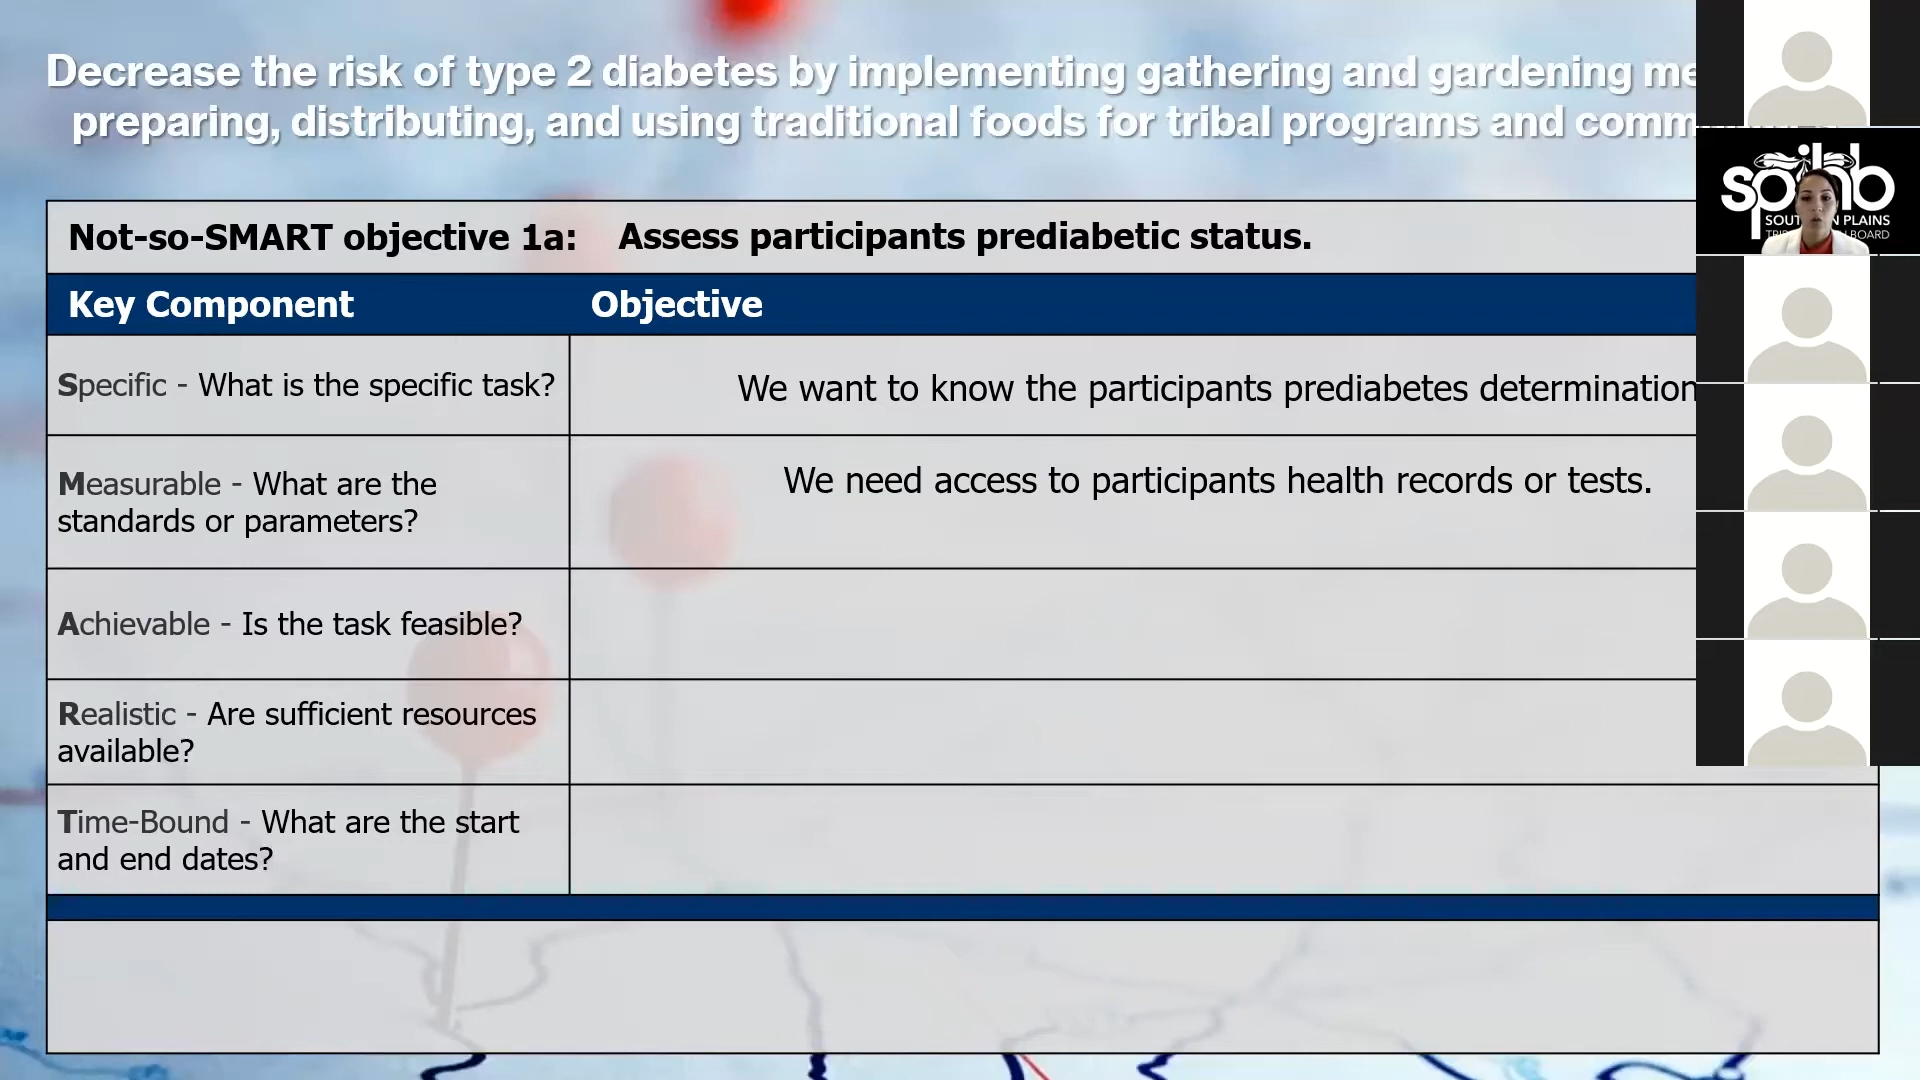 Decrease the risk of type 2 diabetes by implementing gathering and gardening
preparing, distributing, and using traditional foods for tribal programs and
Not-so-SMART objective 1a: Assess participants prediabetic status.
Key Component Objective
Specific - What is the specific task? We want to know the participants prediabetes determination
Measurable - What are the
standards or parameters?
We need access to participants health records or tests.
Achievable - Is the task feasible?
Realistic - Are sufficient resources
available?
Time-Bound - What are the start
and end dates?
PLAINS
BOARD